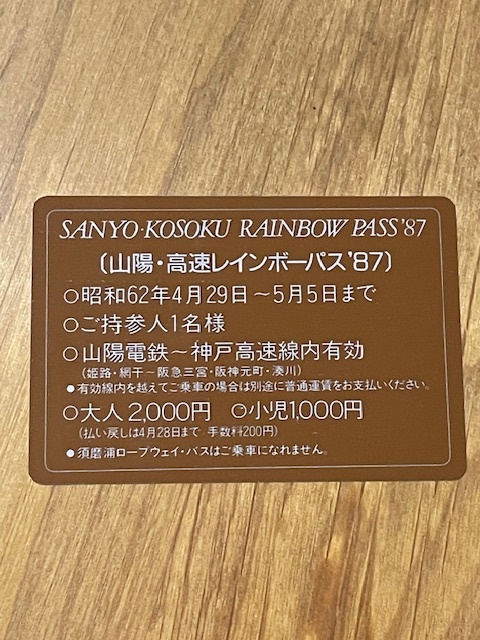 SANYO・KOSOKU RAINBOW PASS'87
(山陽・高速レインボーパス'87)
○昭和62年4月29日～5月5日まで
○ご持参人1名様
○山陽電鉄～神戸高速線内有効
(姫路・網干～阪急三宮・阪神元町・湊川)
●有効線内を越えてご乗車の場合は別途に普通運賃をお支払いください。
○大人2,000円 ○小児1,000円
(払い戻しは4月28日まで 手数料200円)
●須磨浦ロープウェイ・バスはご乗車になれません。